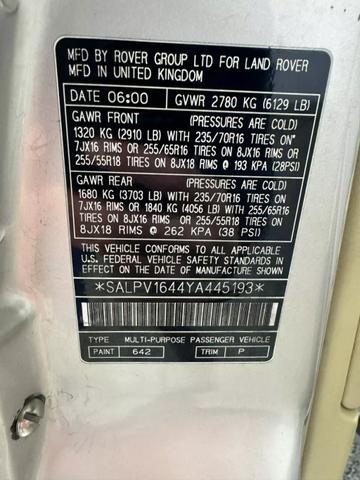 MFD BY ROVER GROUP LTD FOR LAND ROVER
MFD IN UNITED KINGDOM
DATE 06:00 GVWR 2780 KG (6129 LB)
GAWR FRONT (PRESSURES ARE COLD)
1320 KG (2910 LB) WITH 235/70R16 TIRES ON
7JX16 RIMS OR 255/65R16 TIRES ON 8JX16 RIMS OR
255/55R18 TIRES ON 8JX18 RIMS @ 193 KPA (28PSI)
GAWR REAR (PRESSURES ARE COLD)
1680 KG (3703 LB) WITH 235/70R16 TIRES ON
7JX16 RIMS OR 1840 KG (4056 LB) WITH 255/65R16
TIRES ON 8JX16 RIMS OR 255/55R18 TIRES ON
8JX18 RIMS @ 262 KPA (38 PSI)
THIS VEHICLE CONFORMS TO ALL APPLICABLE
U.S. FEDERAL MOTOR VEHICLE SAFETY
STANDARDS IN EFFECT ON THE DATE OF
MANUFACTURE SHOWN ABOVE.
*SALPV1644YA445193*
TYPE MULTI-PURPOSE PASSENGER VEHICLE
PAINT 642 TRIM P